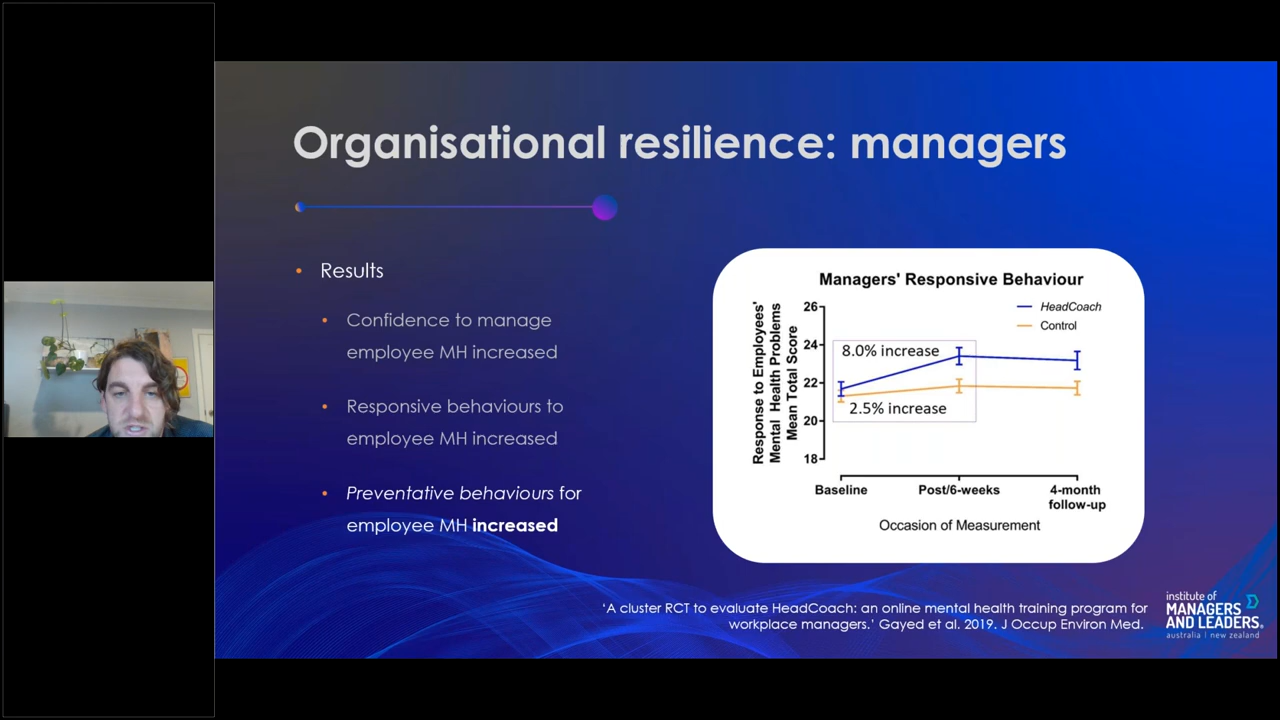 Organisational resilience: managers
• Results
• Confidence to manage
employee MH increased
• Responsive behaviours to
employee MH increased
• Preventative behaviours for
employee MH increased
Managers' Responsive Behaviour
Response to Employees'
Mental Health Problems
Mean Total Score
26
24
22
20
18
HeadCoach
Control
8.0% increase
2.5% increase
Baseline
Post/6-weeks
4-month
follow-up
Occasion of Measurement
‘A cluster RCT to evaluate HeadCoach: an online mental health training program for
workplace managers.’ Gayed et al. 2019. J Occup Environ Med.
institute of
MANAGERS
AND LEADERS®
australia | new zealand